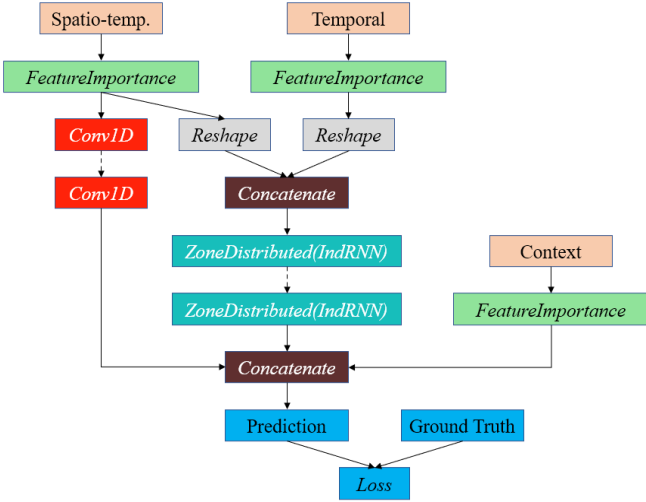 Spatio-temp.
Temporal
FeatureImportance
FeatureImportance
Conv1D
Reshape
Reshape
Conv1D
Concatenate
ZoneDistributed(IndRNN)
Context
ZoneDistributed(IndRNN)
FeatureImportance
Concatenate
Prediction
Ground Truth
Loss